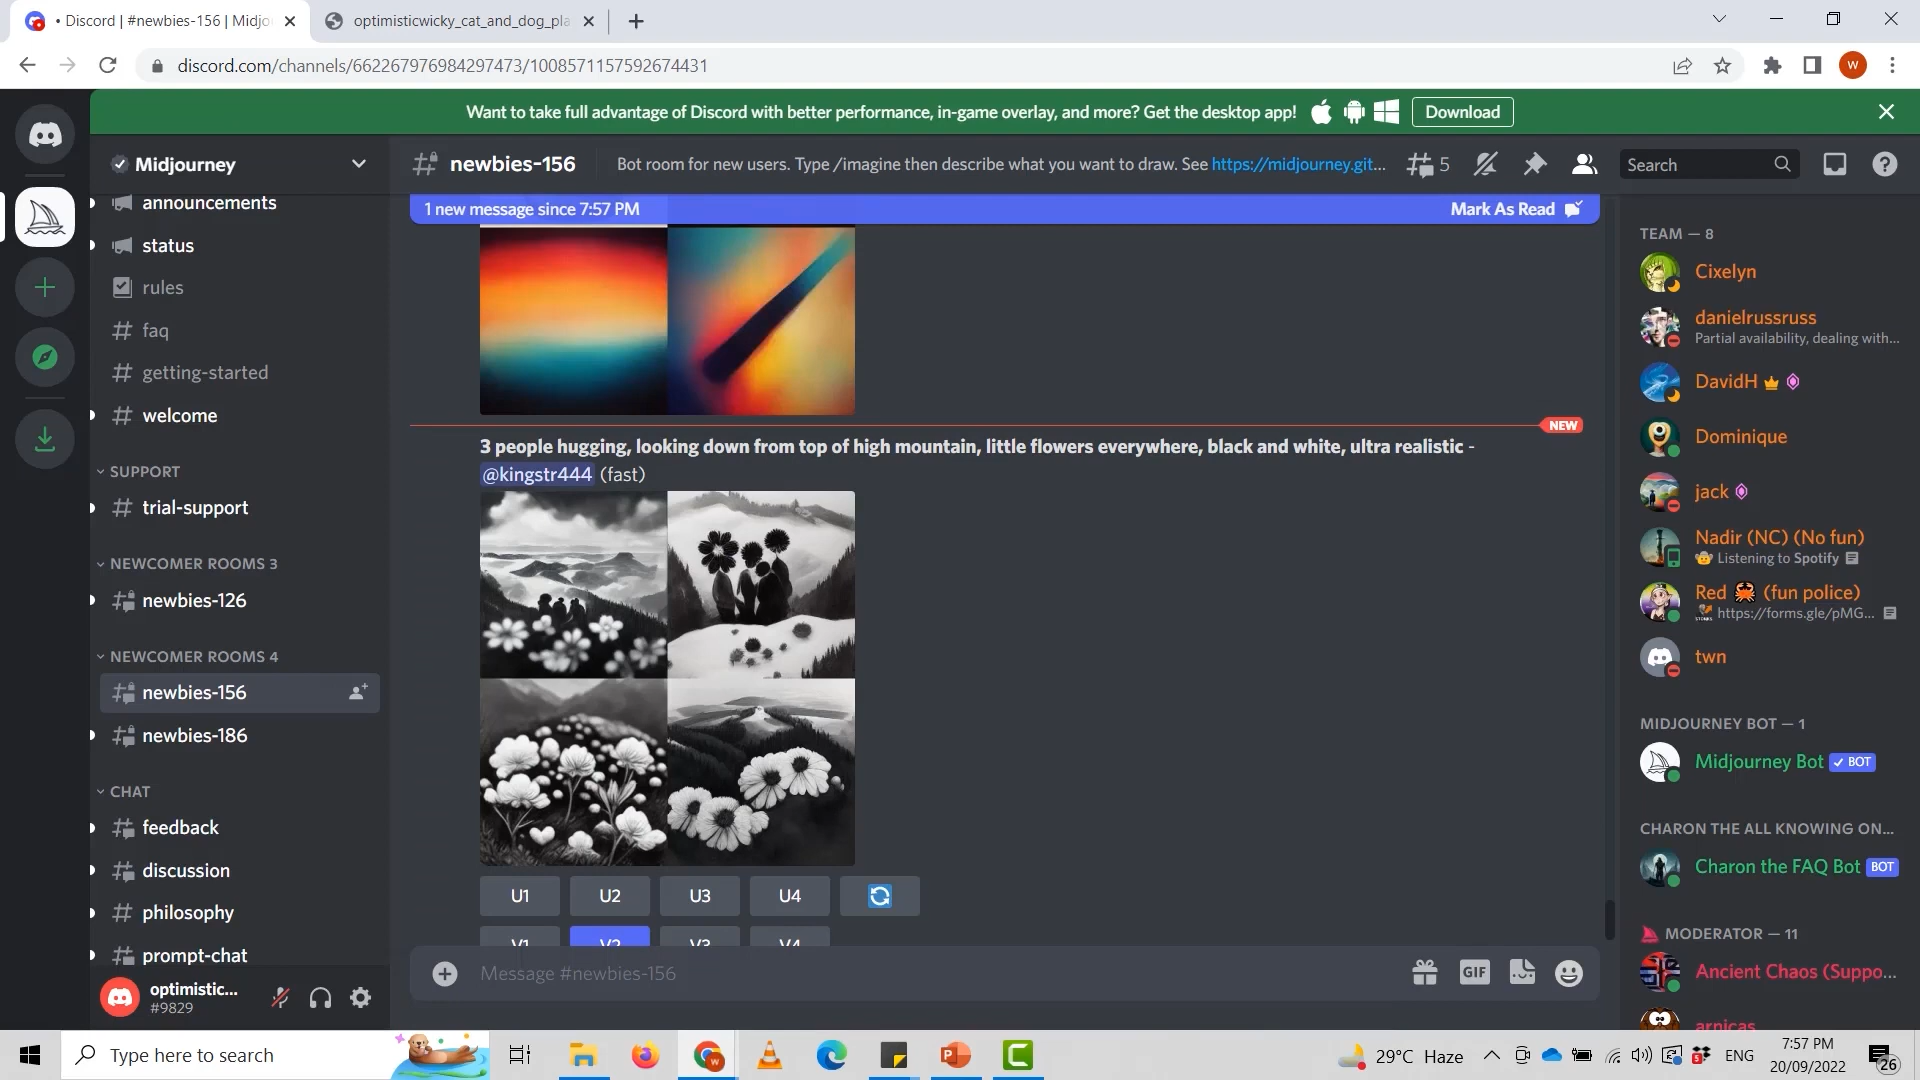 • Discord | #newbies-156 | Midjo
optimisticwicky_cat_and_dog_pla
discord.com/channels/662267976984297473/1008571157592674431
W
Want to take full advantage of Discord with better performance, in-game overlay, and more? Get the desktop app!
Download
Midjourney
newbies-156
Bot room for new users. Type /imagine then describe what you want to draw. See https://midjourney.git...
5
Search
announcements
status
rules
faq
getting-started
welcome
SUPPORT
trial-support
NEWCOMER ROOMS 3
newbies-126
NEWCOMER ROOMS 4
newbies-156
newbies-186
CHAT
feedback
discussion
philosophy
prompt-chat
optimistic...
#9829
1 new message since 7:57 PM
Mark As Read
NEW
3 people hugging, looking down from top of high mountain, little flowers everywhere, black and white, ultra realistic -
@kingstr444 (fast)
U1 U2 U3 U4
V1 V2 V3 V4
Message #newbies-156
GIF
TEAM — 8
Cixelyn
danielrussruss
Partial availability, dealing with...
DavidH
Dominique
jack
Nadir (NC) (No fun)
Listening to Spotify
Red 🦀 (fun police)
https://forms.gle/pMG...
twn
MIDJOURNEY BOT — 1
Midjourney Bot ✓ BOT
CHARON THE ALL KNOWING ON...
Charon the FAQ Bot BOT
MODERATOR — 11
Ancient Chaos (Suppo...
arnicas
Type here to search
29°C Haze
ENG
7:57 PM
20/09/2022
26